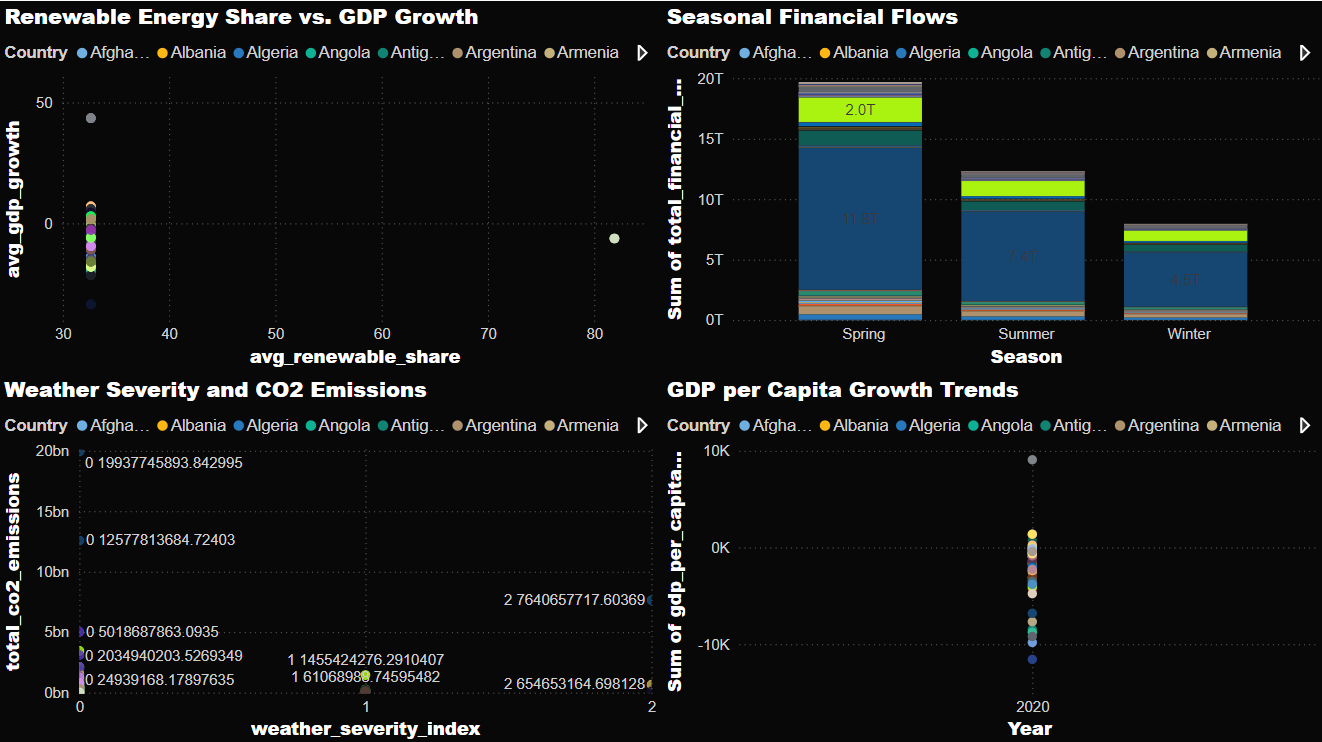 Renewable Energy Share vs. GDP Growth
Country Afgha... Albania Algeria Angola Antig... Argentina Armenia
avg_gdp_growth
50
0
30 40 50 60 70 80
avg_renewable_share
Seasonal Financial Flows
Country Afgha... Albania Algeria Angola Antig... Argentina Armenia
Sum of total_financial_...
20T
15T
10T
5T
0T
2.0T
Spring Summer Winter
Season
Weather Severity and CO2 Emissions
Country Afgha... Albania Algeria Angola Antig... Argentina Armenia
total_co2_emissions
20bn
15bn
10bn
5bn
0bn
0 19937745893.842995
0 12577813684.72403
2 7640657717.60369
0 5018687863.0935
0 2034940203.5269349
1 1455424276.2910407
0 24939168.17897635
2 654653164.698128
0 1 2
weather_severity_index
GDP per Capita Growth Trends
Country Afgha... Albania Algeria Angola Antig... Argentina Armenia
Sum of gdp_per_capita...
10K
0K
-10K
2020
Year